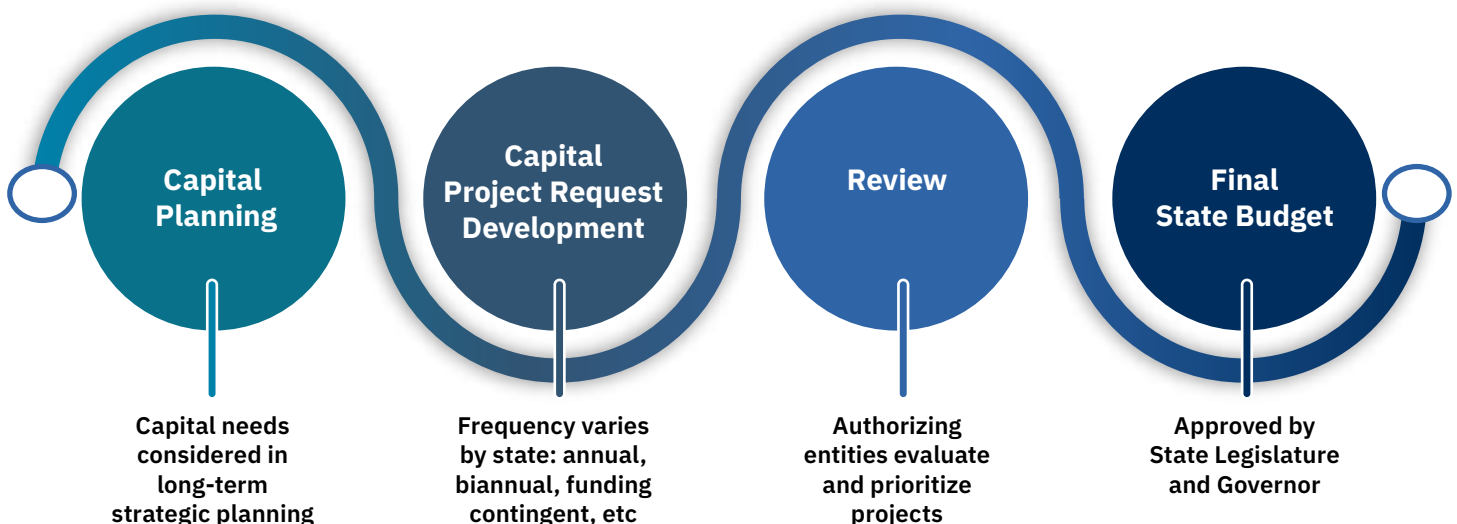 Capital
Planning
Capital
Project Request
Development
Review
Final
State Budget
Capital needs
considered in
long-term
strategic planning
Frequency varies
by state: annual,
biannual, funding
contingent, etc
Authorizing
entities evaluate
and prioritize
projects
Approved by
State Legislature
and Governor